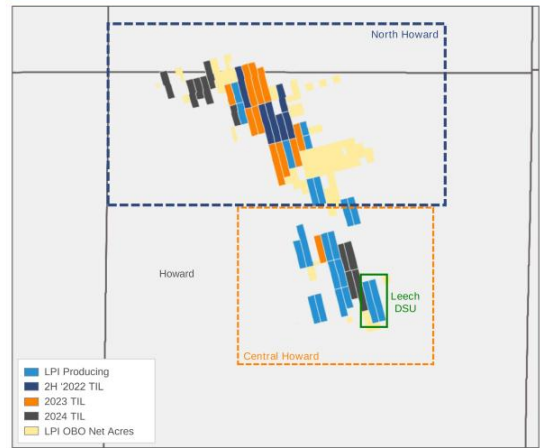 North Howard
Howard
Leech
DSU
Central Howard
LPI Producing
2H '2022 TIL
2023 TIL
2024 TIL
LPI OBO Net Acres